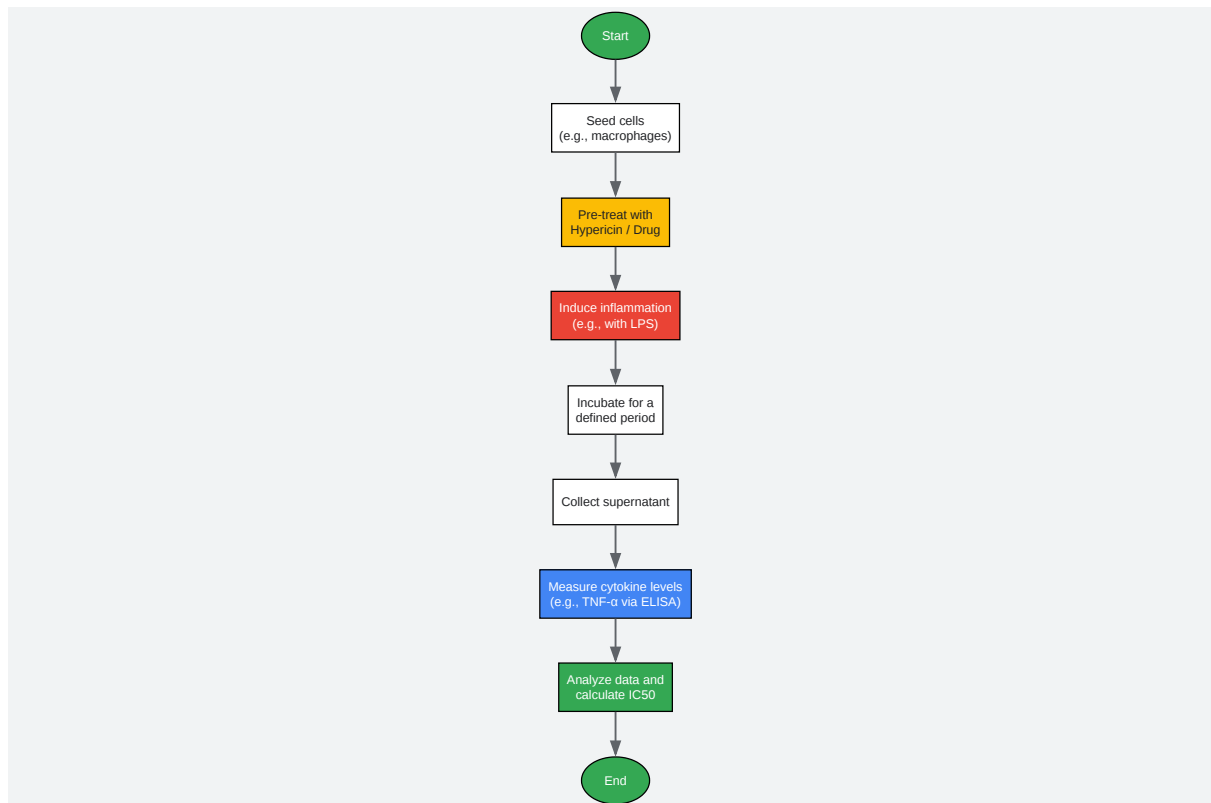 Start
Seed cells
(e.g., macrophages)
Pre-treat with
Hypericin / Drug
Induce inflammation
(e.g., with LPS)
Incubate for a
defined period
Collect supernatant
Measure cytokine levels
(e.g., TNF-α via ELISA)
Analyze data and
calculate IC50
End